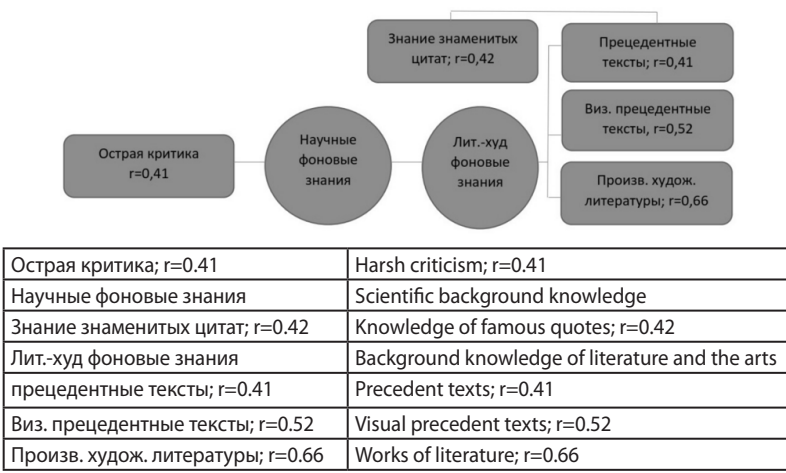 Знание знаменитых
цитат; r=0,42
Прецедентные
тексты; r=0,41
Виз. прецедентные
тексты, r=0,52
Острая критика
r=0,41
Научные
фоновые
знания
Лит.-худ
фоновые
знания
Произв. худож.
литературы; r=0,66
Острая критика; r=0.41 Harsh criticism; r=0.41
Научные фоновые знания Scientific background knowledge
Знание знаменитых цитат; r=0.42 Knowledge of famous quotes; r=0.42
Лит.-худ фоновые знания Background knowledge of literature and the arts
прецедентные тексты; r=0.41 Precedent texts; r=0.41
Виз. прецедентные тексты; r=0.52 Visual precedent texts; r=0.52
Произв. худож. литературы; r=0.66 Works of literature; r=0.66